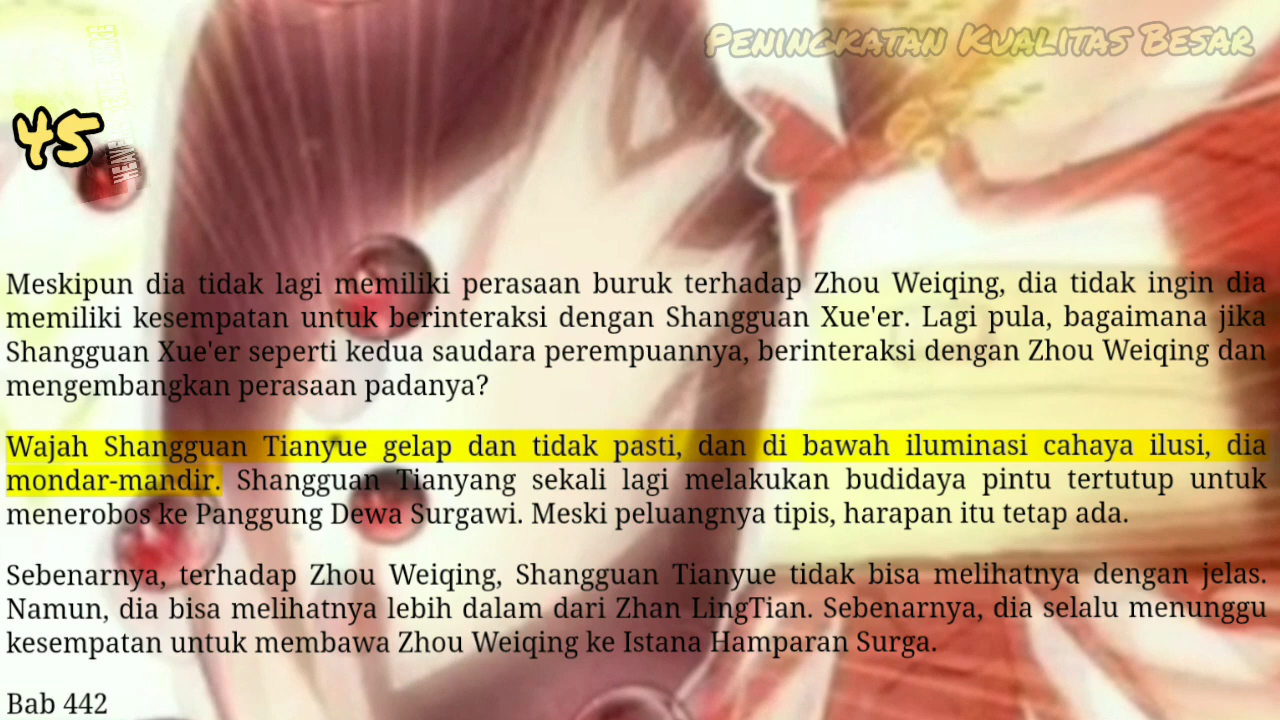 Peningkatan Kualitas Besar
45
Meskipun dia tidak lagi memiliki perasaan buruk terhadap Zhou Weiqing, dia tidak ingin dia
memiliki kesempatan untuk berinteraksi dengan Shangguan Xue'er. Lagi pula, bagaimana jika
Shangguan Xue'er seperti kedua saudara perempuannya, berinteraksi dengan Zhou Weiqing dan
mengembangkan perasaan padanya?
Wajah Shangguan Tianyue gelap dan tidak pasti, dan di bawah iluminasi cahaya ilusi, dia
mondar-mandir. Shangguan Tianyang sekali lagi melakukan budidaya pintu tertutup untuk
menerobos ke Panggung Dewa Surgawi. Meski peluangnya tipis, harapan itu tetap ada.
Sebenarnya, terhadap Zhou Weiqing, Shangguan Tianyue tidak bisa melihatnya dengan jelas.
Namun, dia bisa melihatnya lebih dalam dari Zhan LingTian. Sebenarnya, dia selalu menunggu
kesempatan untuk membawa Zhou Weiqing ke Istana Hamparan Surga.
Bab 442